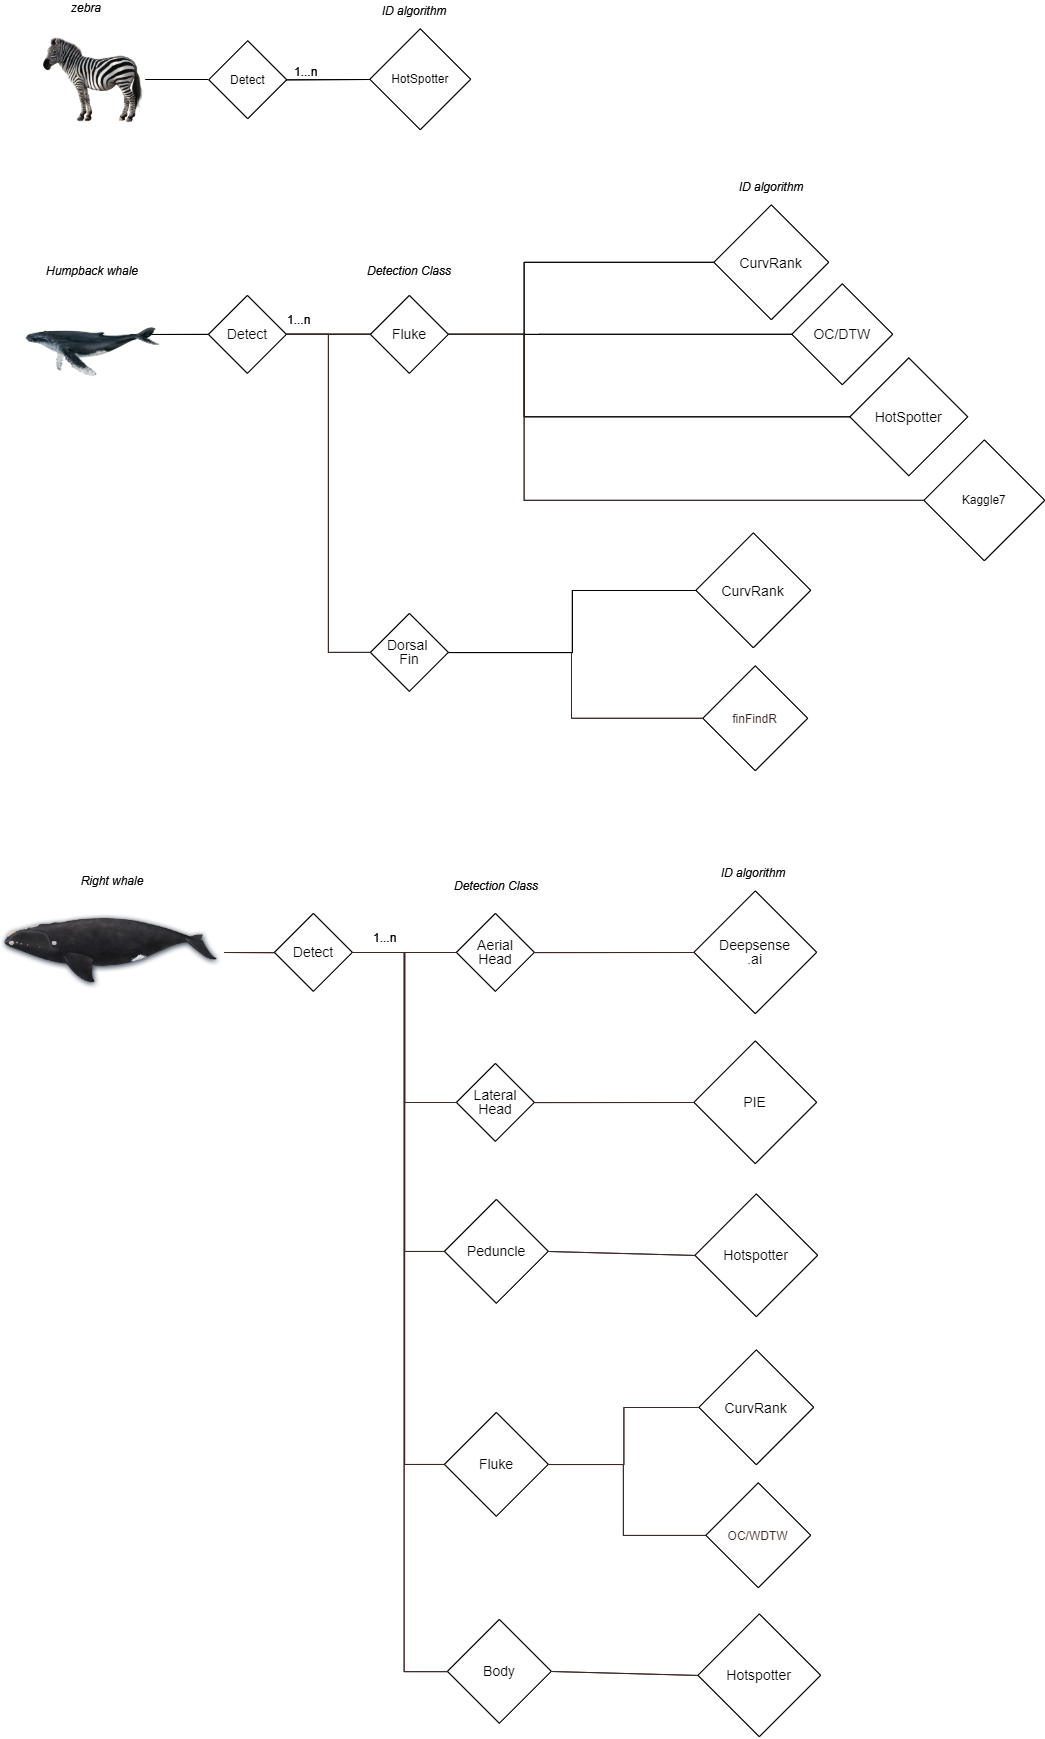 zebra
ID algorithm
Detect
1...n
HotSpotter
ID algorithm
CurvRank
Humpback whale
Detection Class
1...n
Detect
Fluke
OC/DTW
HotSpotter
Kaggle7
CurvRank
Dorsal
Fin
finFindR
ID algorithm
Right whale
Detection Class
1...n
Detect
Aerial
Head
Deepsense
.ai
Lateral
Head
PIE
Peduncle
Hotspotter
CurvRank
Fluke
OC/WDTW
Body
Hotspotter